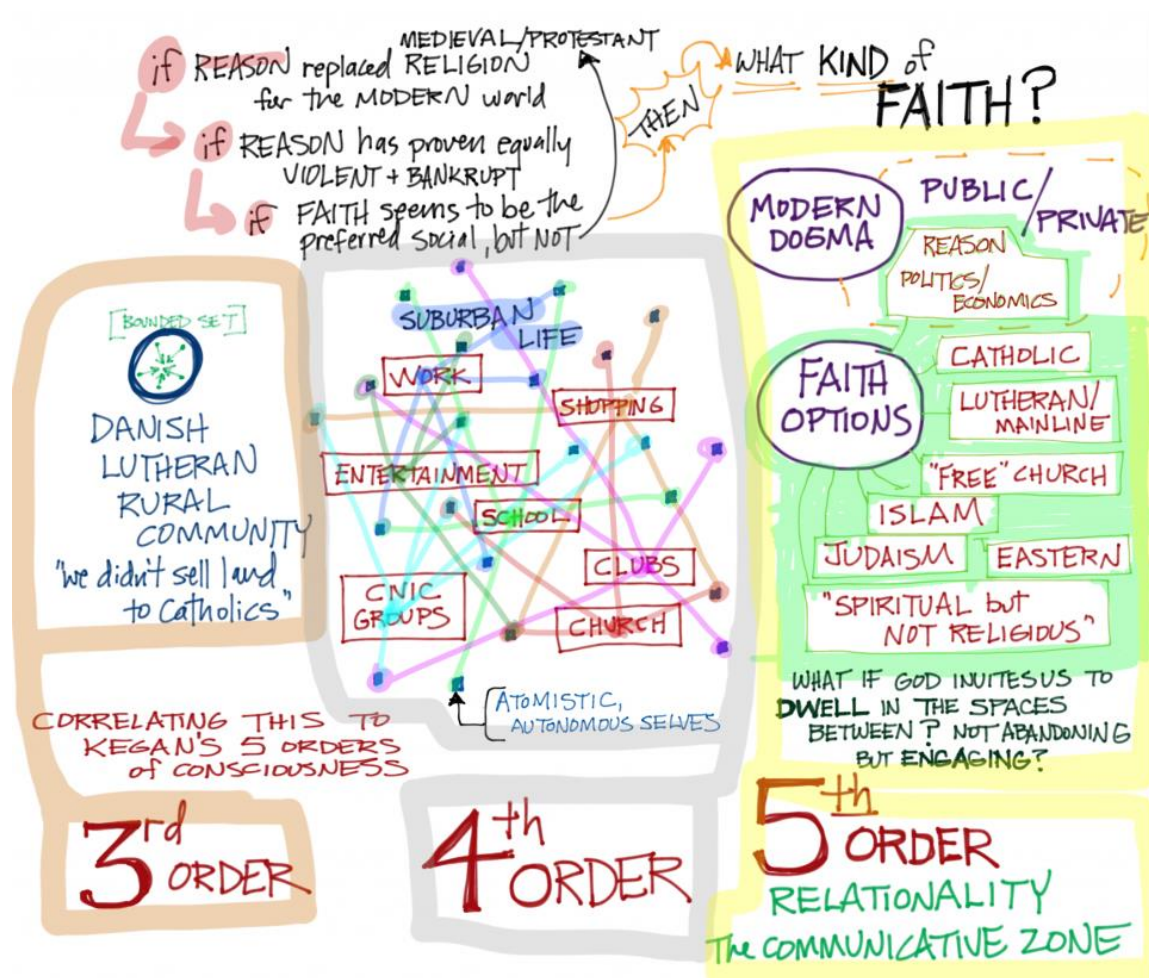 if REASON replaced RELIGION
MEDIEVAL/PROTESTANT
for the MODERN world
if REASON has proven equally
VIOLENT + BANKRUPT
if FAITH seems to be the
preferred social, but NOT
THEN
WHAT KIND of
FAITH?
[BOUNDED SET]
DANISH
LUTHERAN
RURAL
COMMUNITY
"we didn't sell land
to Catholics"
SUBURBAN
LIFE
WORK
SHOPPING
ENTERTAINMENT
SCHOOL
CLUBS
CIVIC
GROUPS
CHURCH
ATOMISTIC,
AUTONOMOUS SELVES
MODERN
DOGMA
PUBLIC/
PRIVATE
REASON
POLITICS/
ECONOMICS
FAITH
OPTIONS
CATHOLIC
LUTHERAN/
MAINLINE
"FREE" CHURCH
ISLAM
JUDAISM
EASTERN
"SPIRITUAL but
NOT RELIGIOUS"
WHAT IF GOD INVITES US TO
DWELL IN THE SPACES
BETWEEN? NOT ABANDONING
BUT ENGAGING?
CORRELATING THIS TO
KEGAN'S 5 ORDERS
of CONSCIOUSNESS
3rd
ORDER
4th
ORDER
5th
ORDER
RELATIONALITY
The COMMUNICATIVE ZONE